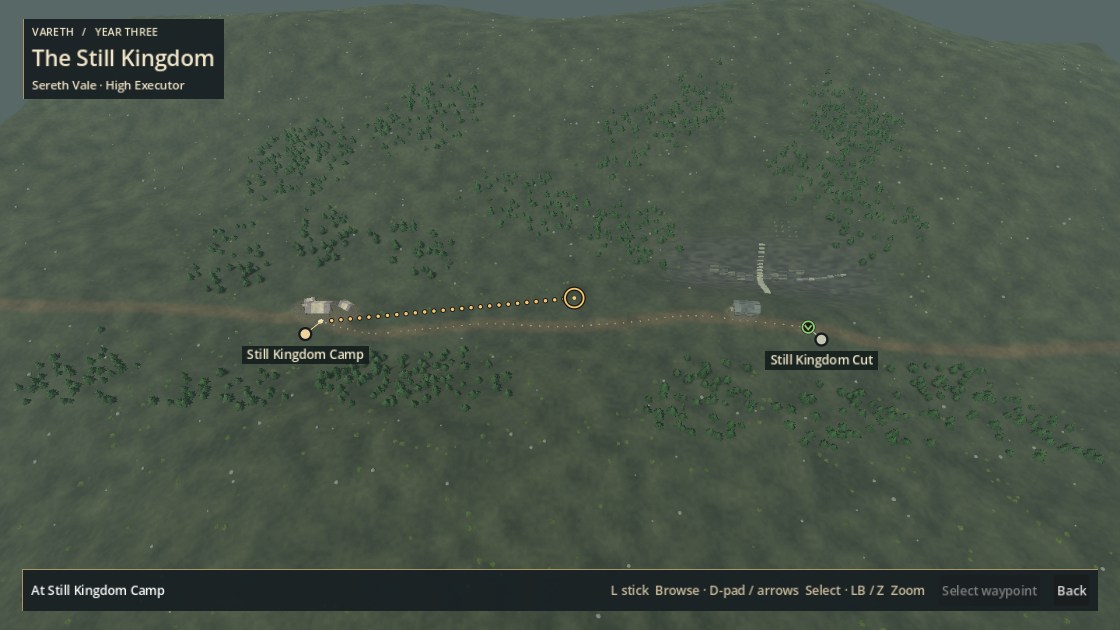 VARETH / YEAR THREE
The Still Kingdom
Sereth Vale · High Executor
Still Kingdom Camp
Still Kingdom Cut
At Still Kingdom Camp
L stick Browse · D-pad / arrows Select · LB / Z Zoom Select waypoint Back